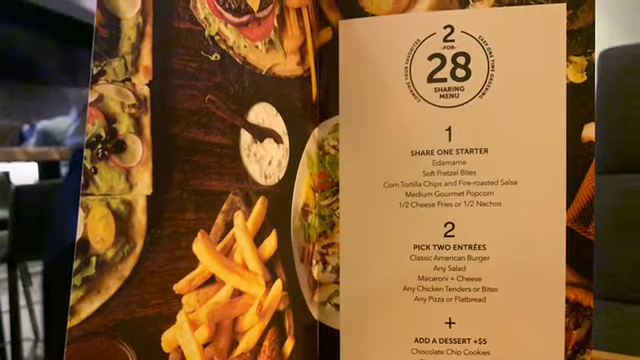 2
-FOR-
28
SHARING
MENU
COMBINE YOUR FAVORITES
EASY ONE TIME ORDERING
1
SHARE ONE STARTER
Edamame
Soft Pretzel Bites
Corn Tortilla Chips and Fire-roasted Salsa
Medium Gourmet Popcorn
1/2 Cheese Fries or 1/2 Nachos
2
PICK TWO ENTRÉES
Classic American Burger
Any Salad
Macaroni + Cheese
Any Chicken Tenders or Bites
Any Pizza or Flatbread
+
ADD A DESSERT +$5
Chocolate Chip Cookies